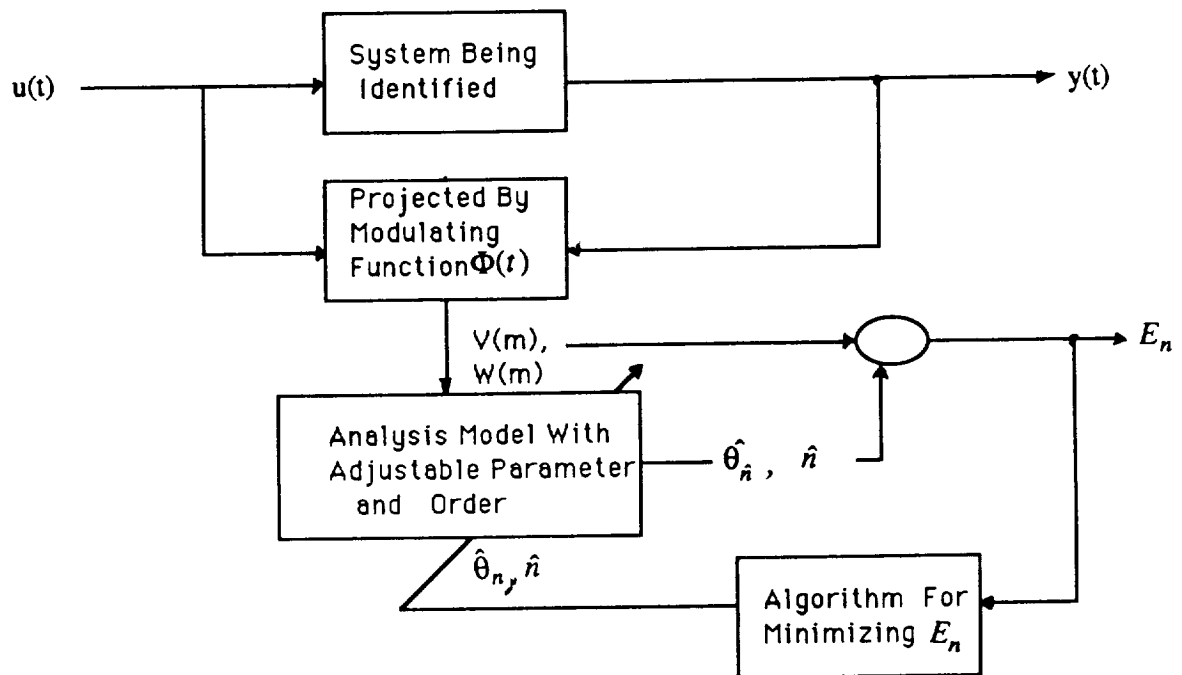 System Being
Identified
u(t)
y(t)
Projected By
Modulating
Function Φ(t)
V(m),
W(m)
E_n
Analysis Model With
Adjustable Parameter
and Order
θ̂_n̂ , n̂
θ̂_n, n̂
Algorithm For
Minimizing E_n